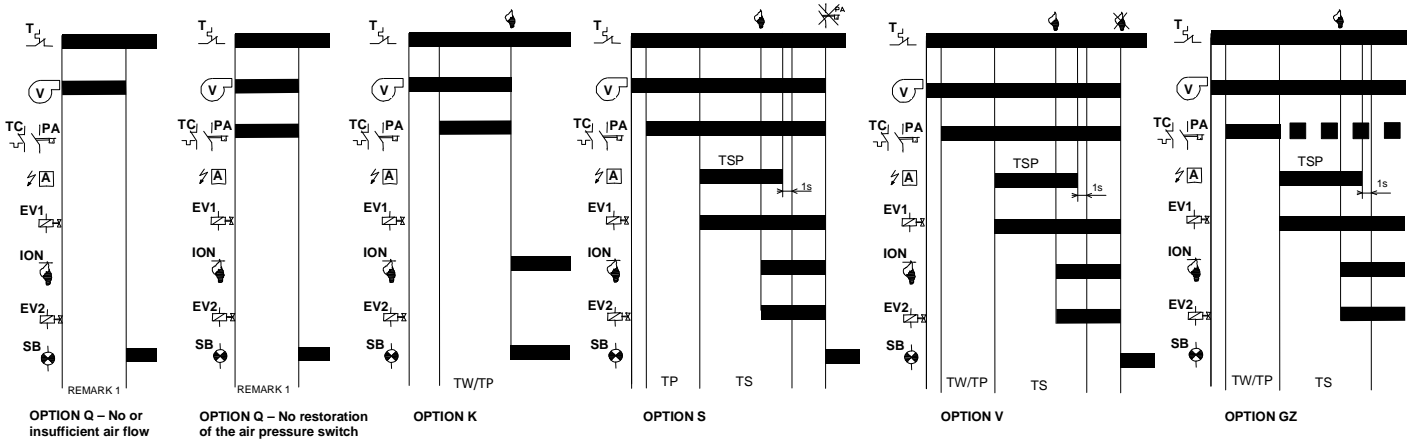 T
V
TC PA
A
EV1
ION
EV2
SB
REMARK 1
OPTION Q – No or
insufficient air flow
T
V
TC PA
A
EV1
ION
EV2
SB
REMARK 1
OPTION Q – No restoration
of the air pressure switch
T
V
TC PA
A
EV1
ION
EV2
SB
TW/TP
OPTION K
PA
T
V
TC PA
TSP
A
1s
EV1
ION
EV2
SB
TP TS
OPTION S
T
V
TC PA
TSP
A
1s
EV1
ION
EV2
SB
TW/TP TS
OPTION V
T
V
TC PA
TSP
A
1s
EV1
ION
EV2
SB
TW/TP TS
OPTION GZ